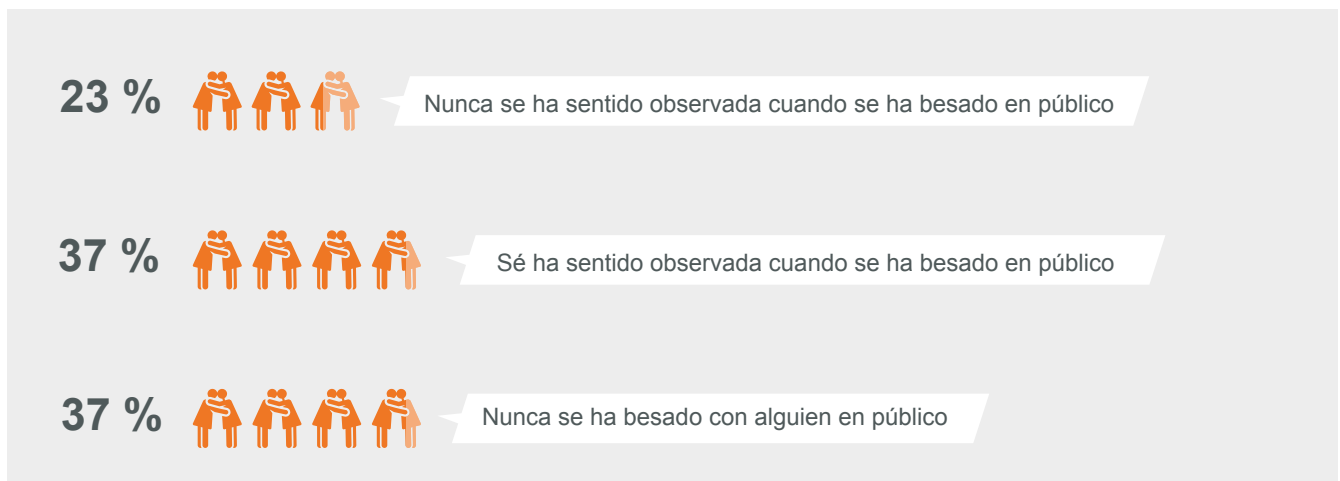 23 % Nunca se ha sentido observada cuando se ha besado en público
37 % Sé ha sentido observada cuando se ha besado en público
37 % Nunca se ha besado con alguien en público